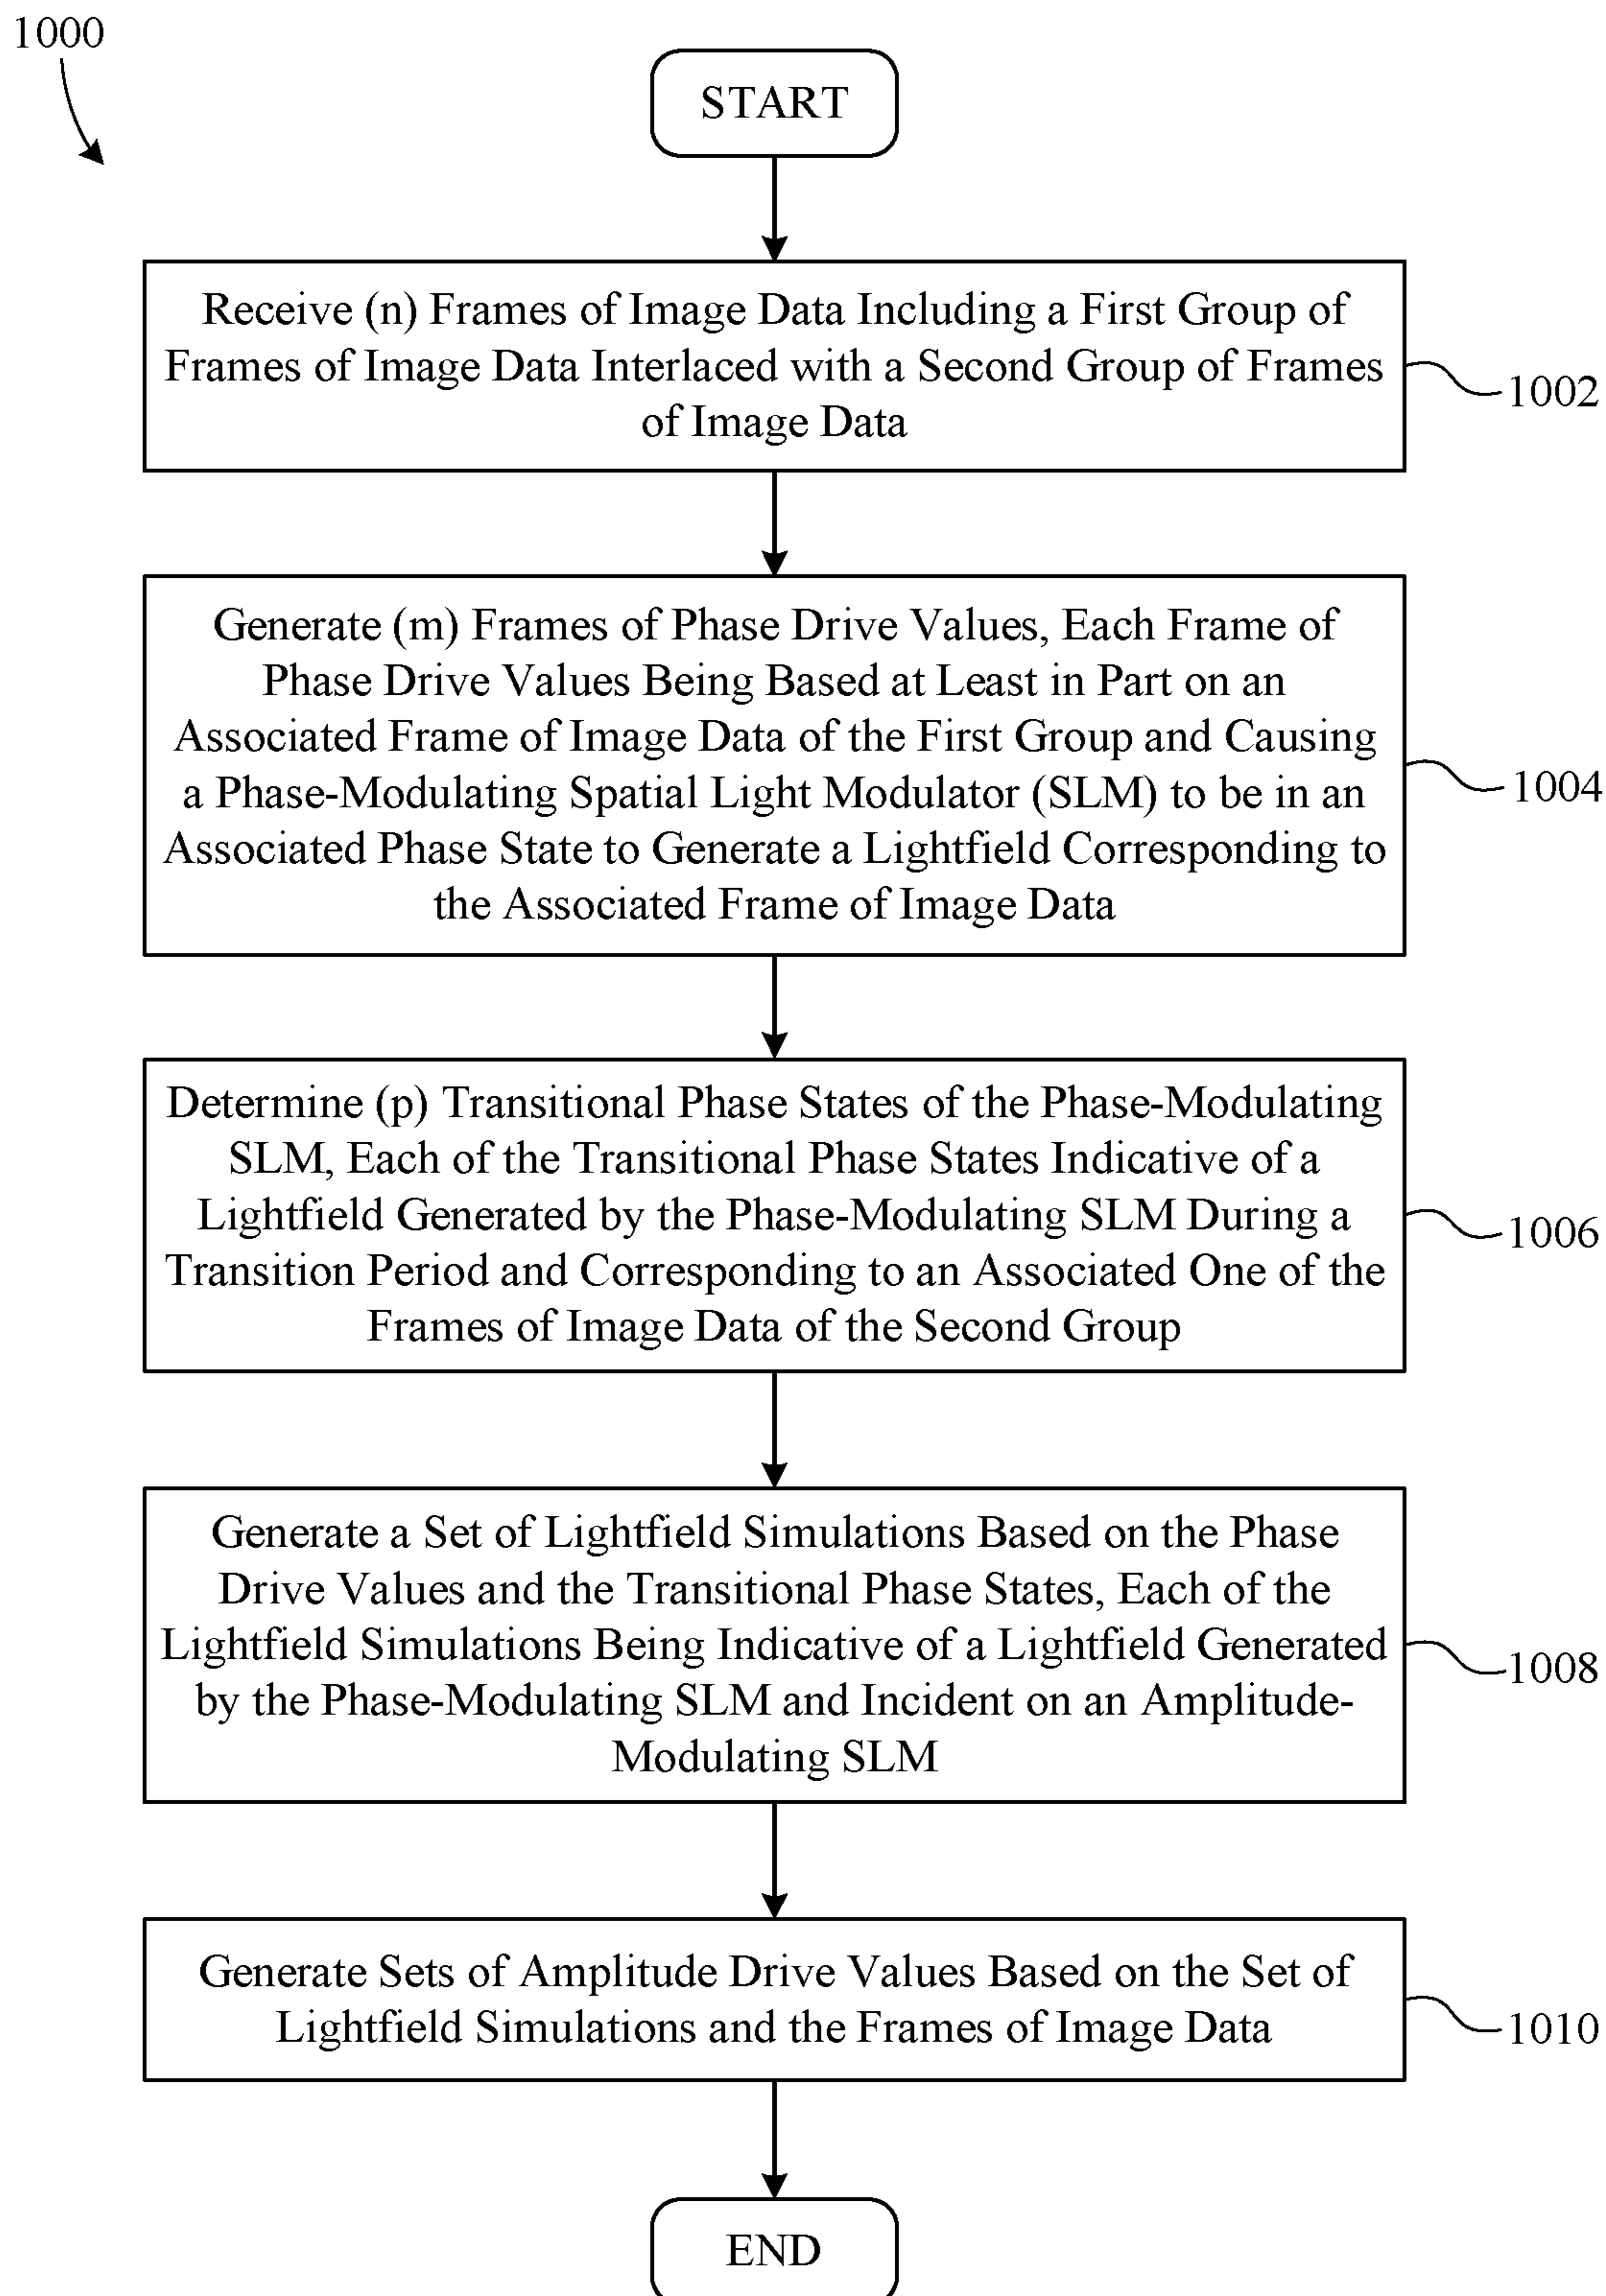 1000
START
Receive (n) Frames of Image Data Including a First Group of
Frames of Image Data Interlaced with a Second Group of Frames
of Image Data
1002
Generate (m) Frames of Phase Drive Values, Each Frame of
Phase Drive Values Being Based at Least in Part on an
Associated Frame of Image Data of the First Group and Causing
a Phase-Modulating Spatial Light Modulator (SLM) to be in an
Associated Phase State to Generate a Lightfield Corresponding to
the Associated Frame of Image Data
1004
Determine (p) Transitional Phase States of the Phase-Modulating
SLM, Each of the Transitional Phase States Indicative of a
Lightfield Generated by the Phase-Modulating SLM During a
Transition Period and Corresponding to an Associated One of the
Frames of Image Data of the Second Group
1006
Generate a Set of Lightfield Simulations Based on the Phase
Drive Values and the Transitional Phase States, Each of the
Lightfield Simulations Being Indicative of a Lightfield Generated
by the Phase-Modulating SLM and Incident on an Amplitude-
Modulating SLM
1008
Generate Sets of Amplitude Drive Values Based on the Set of
Lightfield Simulations and the Frames of Image Data
1010
END